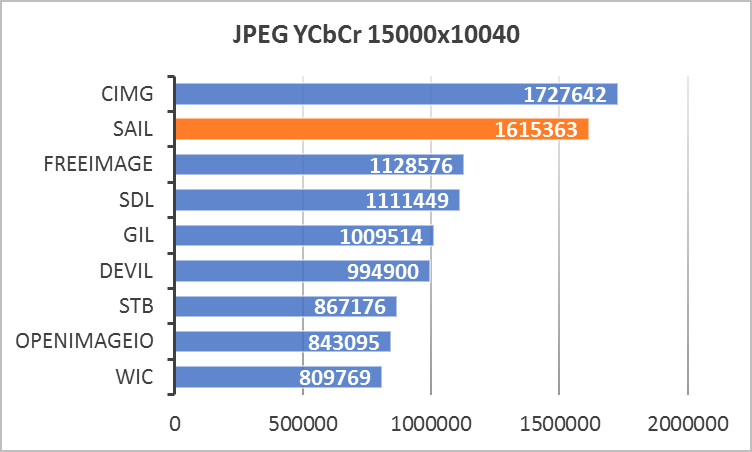 JPEG YCbCr 15000x10040
CIMG 1727642
SAIL 1615363
FREEIMAGE 1128576
SDL 1111449
GIL 1009514
DEVIL 994900
STB 867176
OPENIMAGEIO 843095
WIC 809769
0 500000 1000000 1500000 2000000